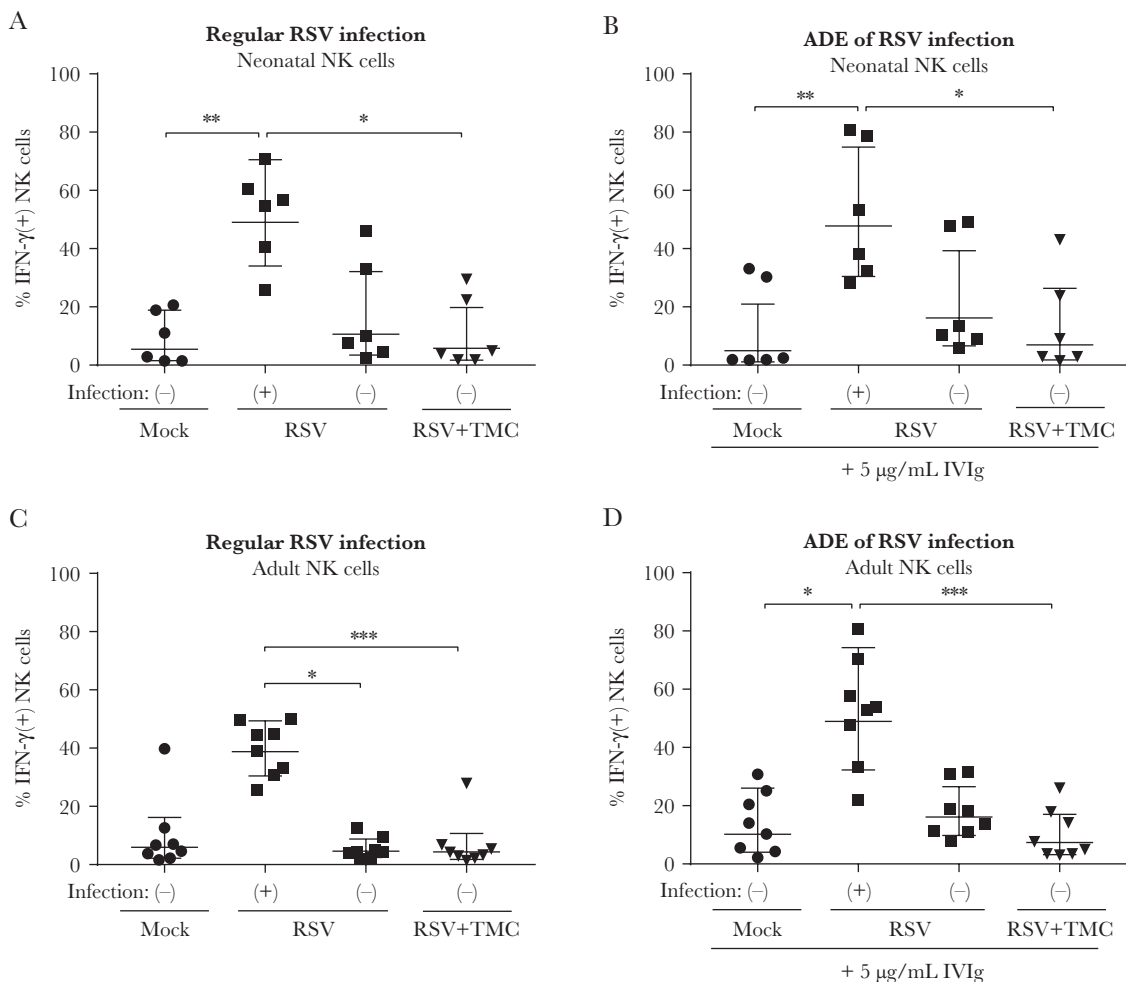 A
Regular RSV infection
Neonatal NK cells
% IFN-γ(+) NK cells
100
80
60
40
20
0
**
*
Infection: (–) (+) (–) (–)
Mock RSV RSV+TMC
B
ADE of RSV infection
Neonatal NK cells
% IFN-γ(+) NK cells
100
80
60
40
20
0
**
*
(–) (+) (–) (–)
Mock RSV RSV+TMC
+ 5 μg/mL IVIg
C
Regular RSV infection
Adult NK cells
% IFN-γ(+) NK cells
100
80
60
40
20
0
***
*
Infection: (–) (+) (–) (–)
Mock RSV RSV+TMC
D
ADE of RSV infection
Adult NK cells
% IFN-γ(+) NK cells
100
80
60
40
20
0
*
***
Infection: (–) (+) (–) (–)
Mock RSV RSV+TMC
+ 5 μg/mL IVIg